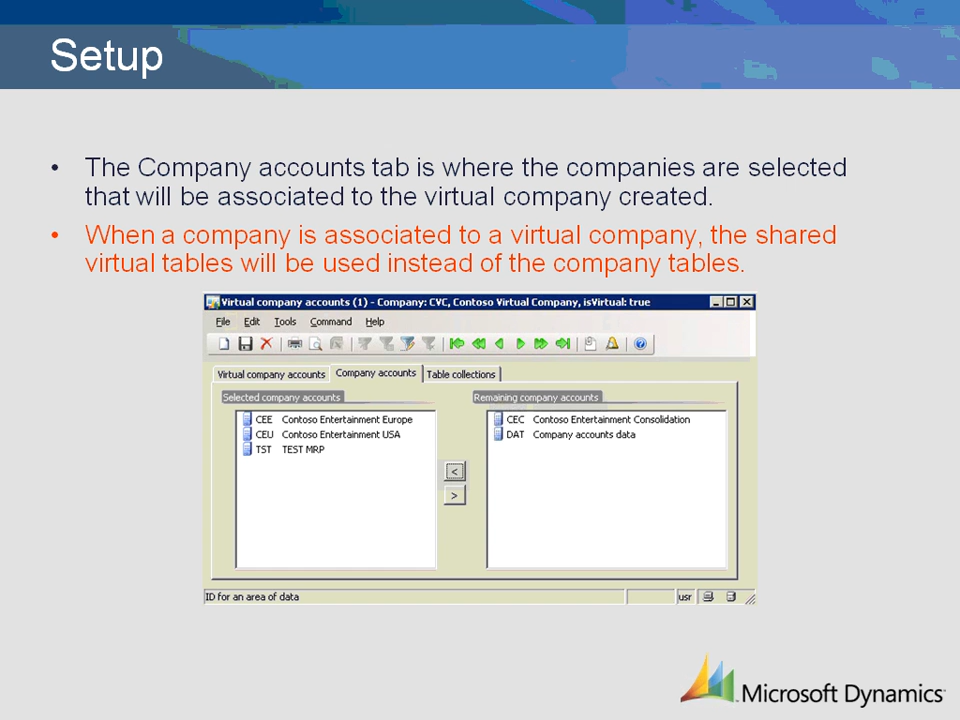 Setup
• The Company accounts tab is where the companies are selected
that will be associated to the virtual company created.
• When a company is associated to a virtual company, the shared
virtual tables will be used instead of the company tables.
Virtual company accounts (1) - Company: CVC, Contoso Virtual Company, isVirtual: true
File Edit Tools Command Help
Virtual company accounts Company accounts Table collections
Selected company accounts Remaining company accounts
CEE Contoso Entertainment Europe CEC Contoso Entertainment Consolidation
CEU Contoso Entertainment USA DAT Company accounts data
TST TEST MRP
<
>
ID for an area of data usr
Microsoft Dynamics